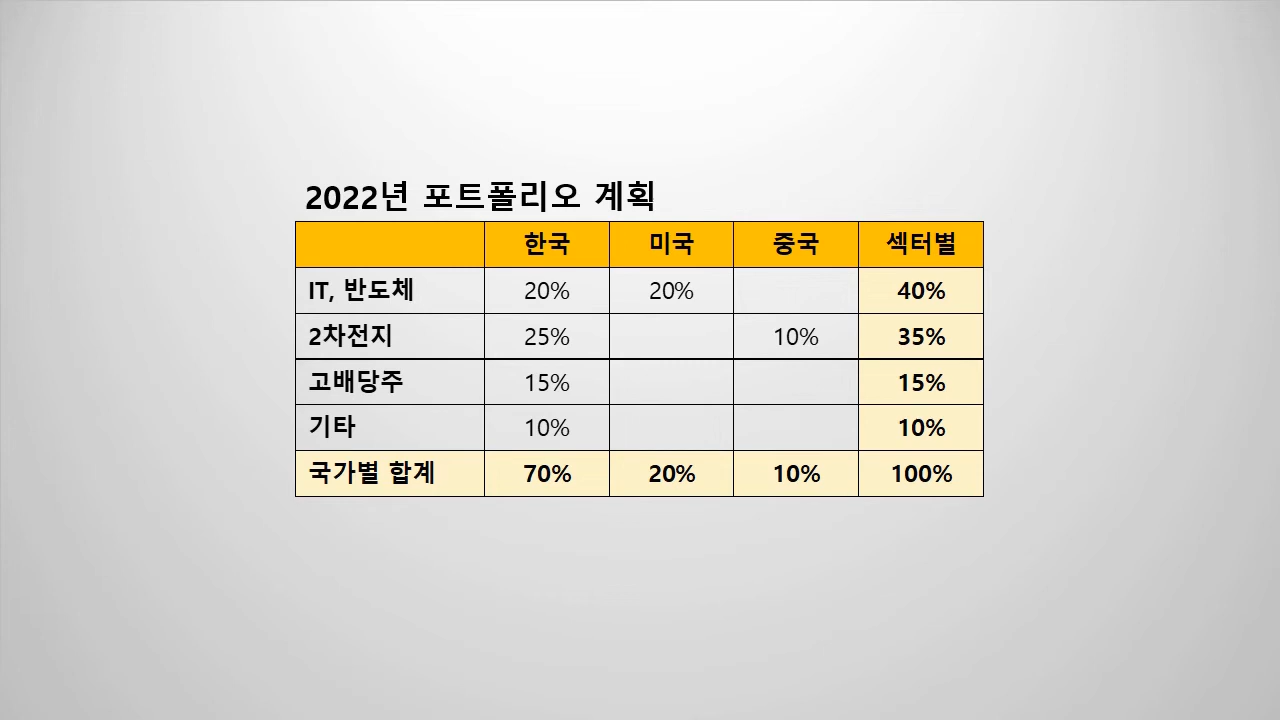 2022년 포트폴리오 계획
한국 미국 중국 섹터별
IT, 반도체 20% 20% 40%
2차전지 25% 10% 35%
고배당주 15% 15%
기타 10% 10%
국가별 합계 70% 20% 10% 100%